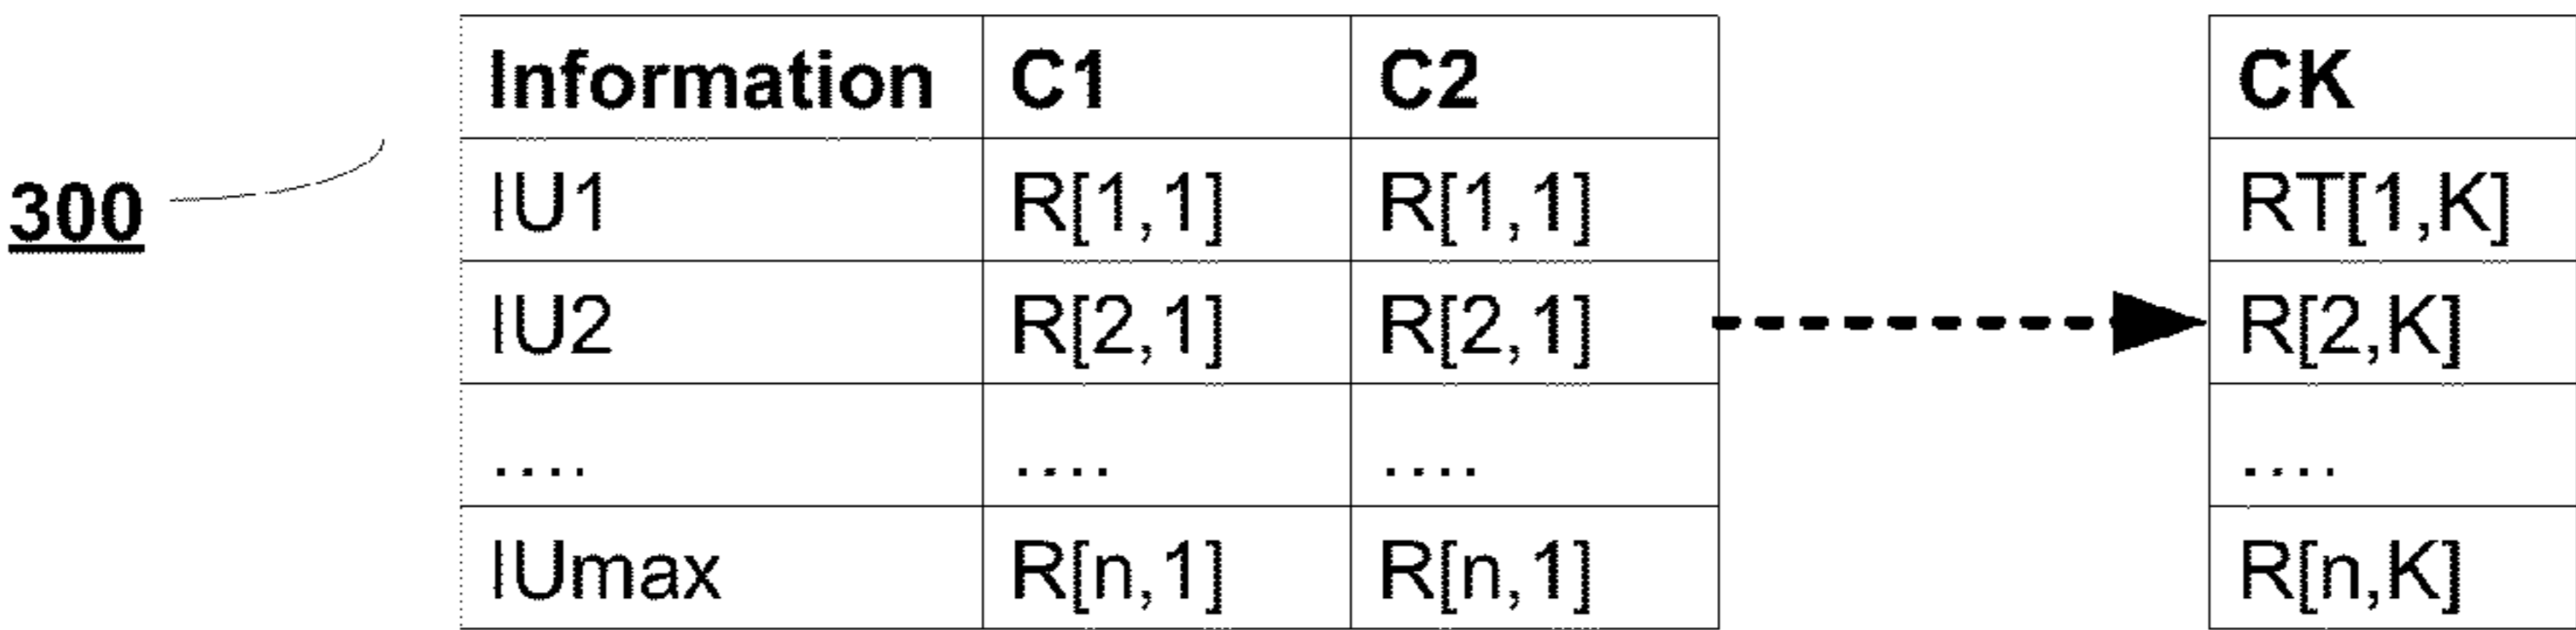 Information C1 C2 CK
300 IU1 R[1,1] R[1,1] RT[1,K]
IU2 R[2,1] R[2,1] R[2,K]
.... .... .... ....
IUmax R[n,1] R[n,1] R[n,K]